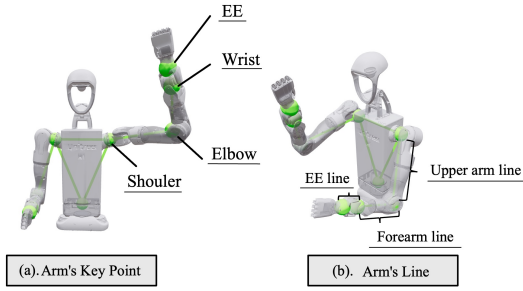 EE
Wrist
Elbow
Shouler
EE line
Upper arm line
Forearm line
(a). Arm's Key Point
(b). Arm's Line